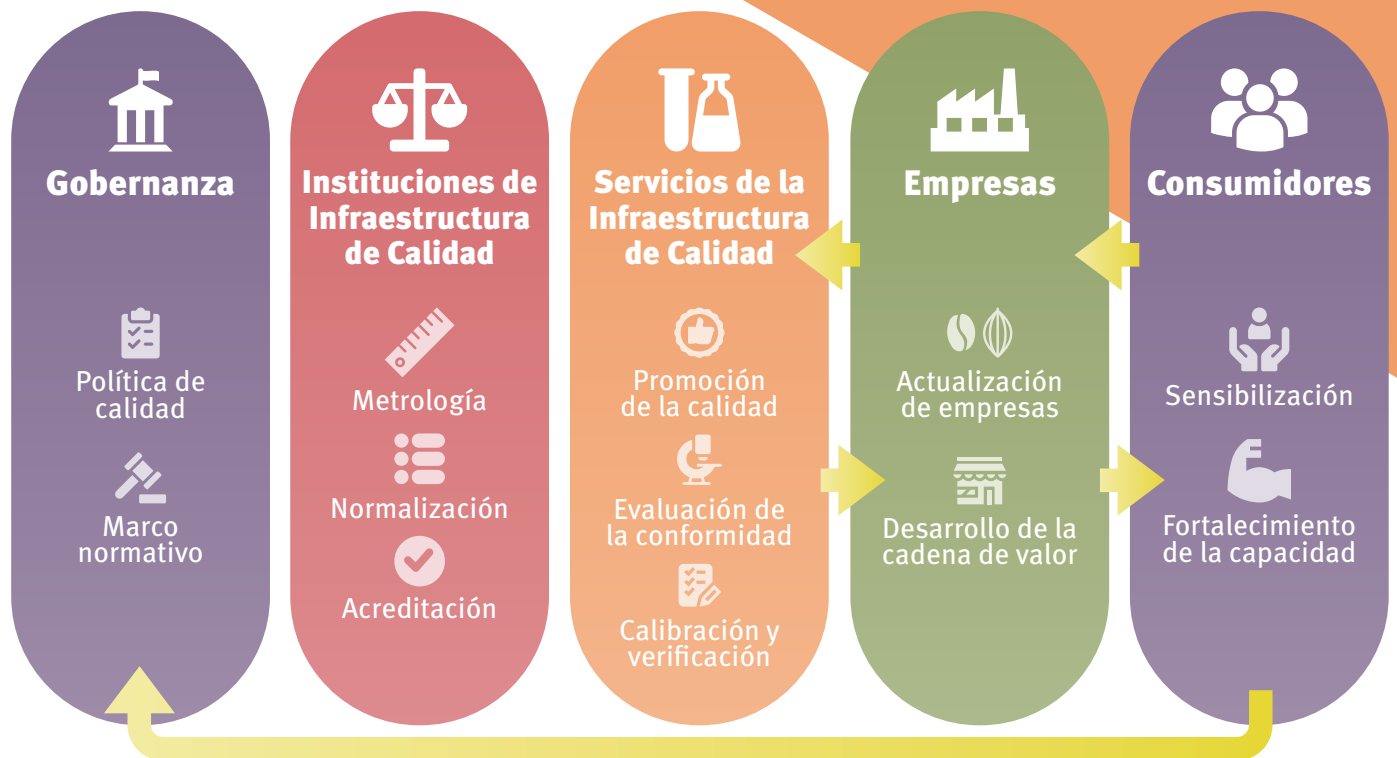 Gobernanza
Política de
calidad
Marco
normativo
Instituciones de
Infraestructura
de Calidad
Metrología
Normalización
Acreditación
Servicios de la
Infraestructura
de Calidad
Promoción
de la calidad
Evaluación de
la conformidad
Calibración y
verificación
Empresas
Actualización
de empresas
Desarrollo de la
cadena de valor
Consumidores
Sensibilización
Fortalecimiento
de la capacidad